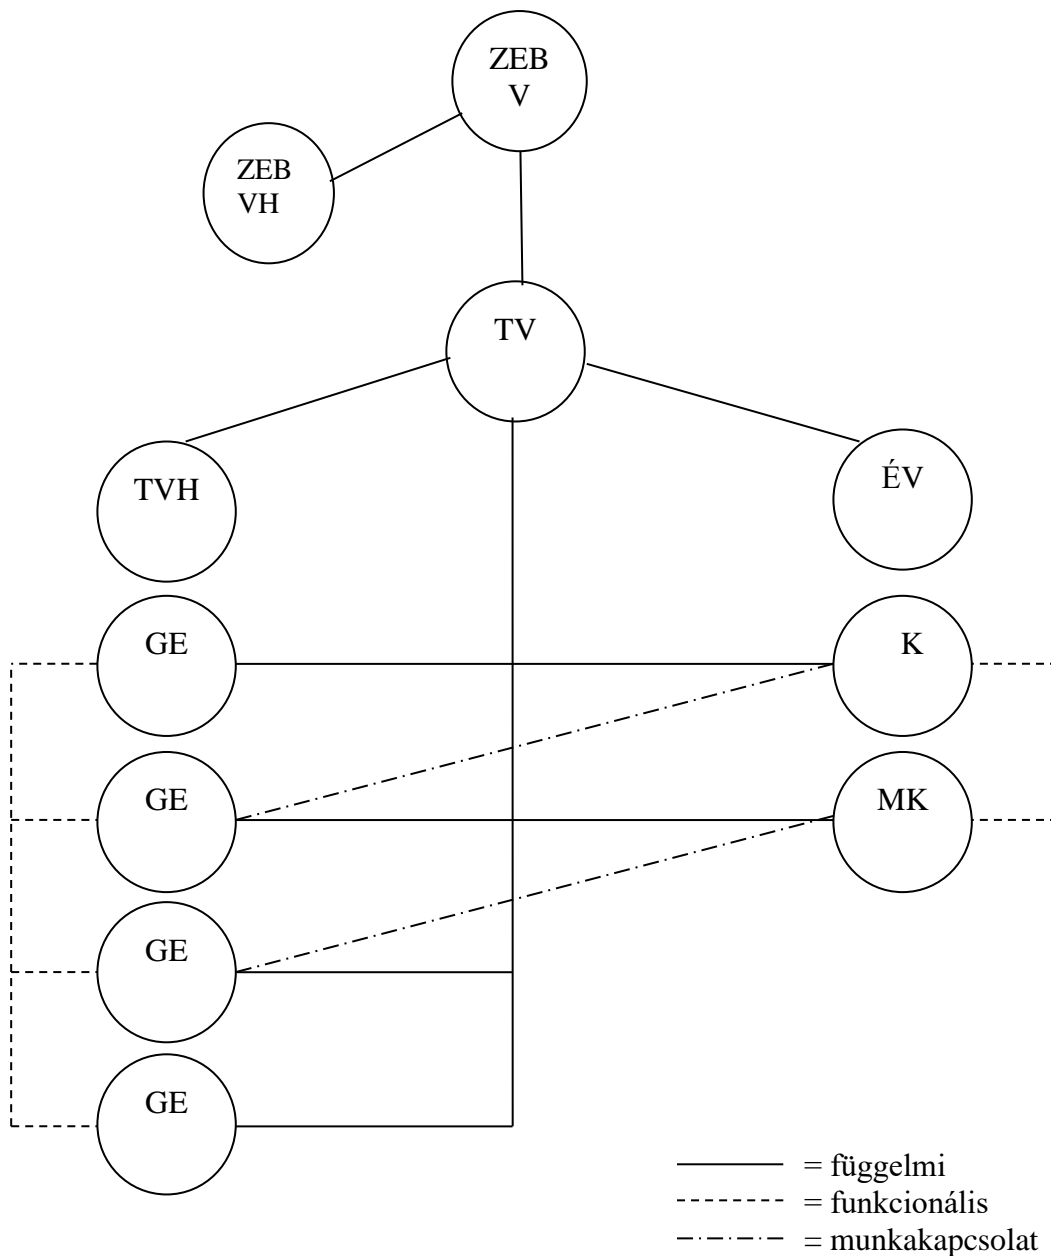 ZEB
V
ZEB
VH
TV
TVH
ÉV
GE
K
GE
MK
GE
GE
= függelmi
= funkcionális
= munkakapcsolat